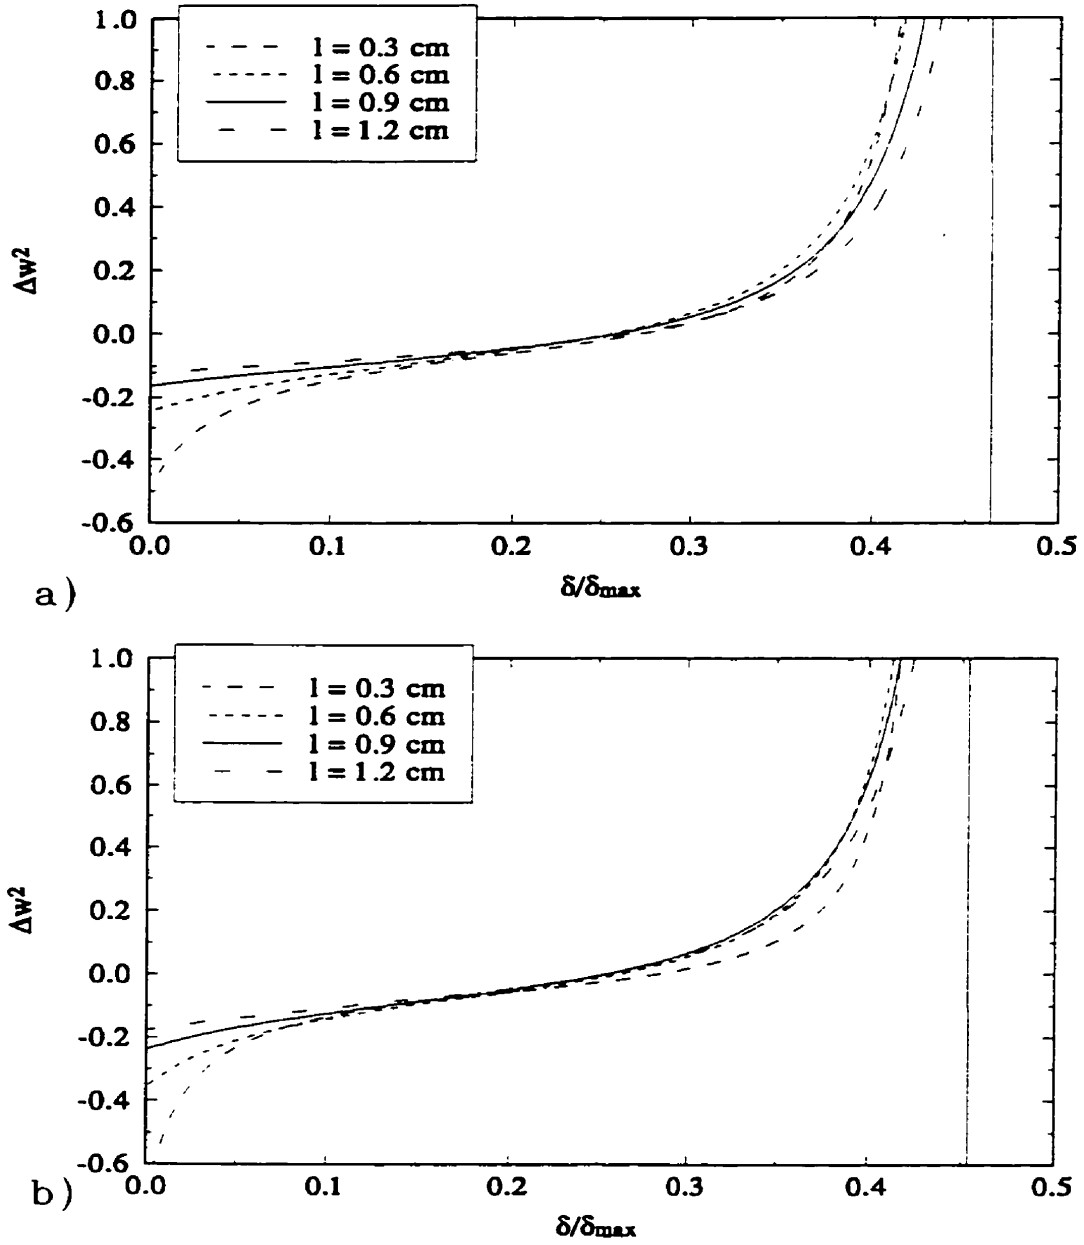 1.0
0.8
0.6
0.4
0.2
0.0
-0.2
-0.4
-0.6
Δw²
l = 0.3 cm
l = 0.6 cm
l = 0.9 cm
l = 1.2 cm
0.0 0.1 0.2 0.3 0.4 0.5
δ/δmax
a)
1.0
0.8
0.6
0.4
0.2
0.0
-0.2
-0.4
-0.6
Δw²
l = 0.3 cm
l = 0.6 cm
l = 0.9 cm
l = 1.2 cm
0.0 0.1 0.2 0.3 0.4 0.5
δ/δmax
b)